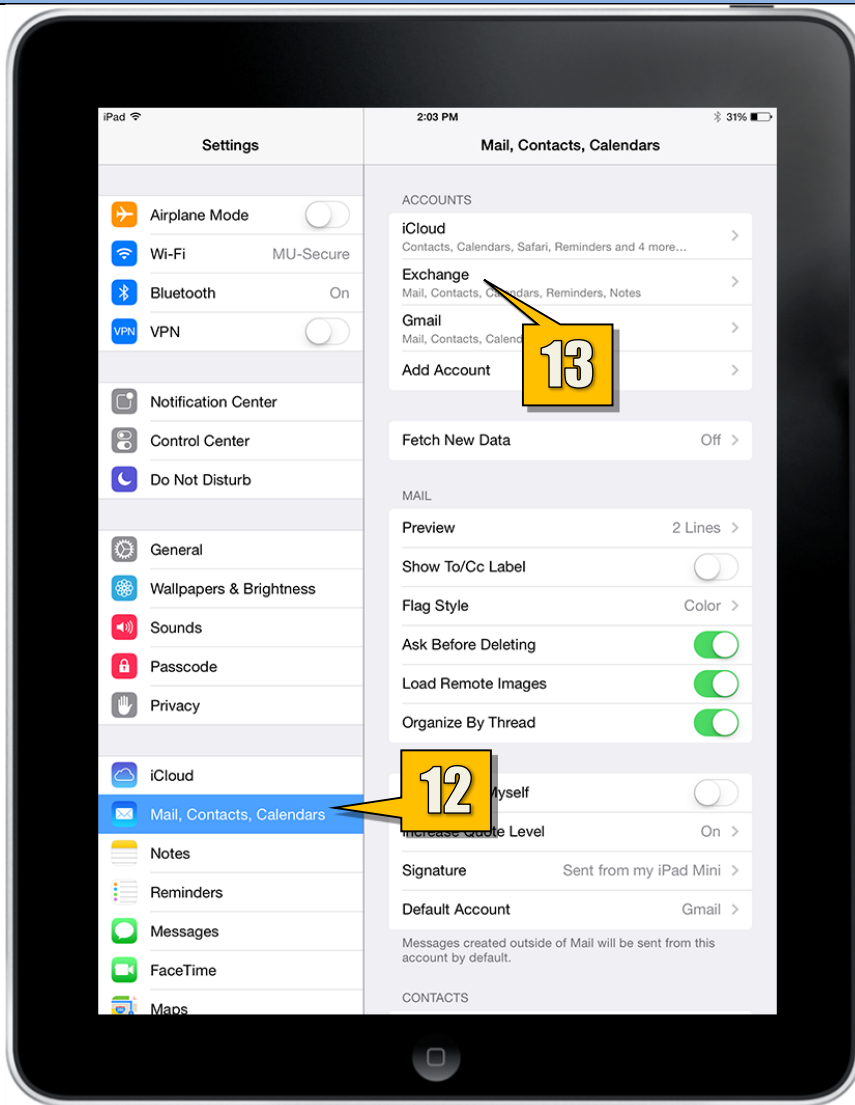 iPad 2:03 PM 31%
Settings
Mail, Contacts, Calendars
Airplane Mode
Wi-Fi MU-Secure
Bluetooth On
VPN VPN
Notification Center
Control Center
Do Not Disturb
General
Wallpapers & Brightness
Sounds
Passcode
Privacy
iCloud
Mail, Contacts, Calendars
12
Notes
Reminders
Messages
FaceTime
Maps
ACCOUNTS
iCloud
Contacts, Calendars, Safari, Reminders and 4 more...
Exchange
Mail, Contacts, Calendars, Reminders, Notes
Gmail
Mail, Contacts, Calend
13
Add Account
Fetch New Data Off
MAIL
Preview 2 Lines
Show To/Cc Label
Flag Style Color
Ask Before Deleting
Load Remote Images
Organize By Thread
Myself
Increase Quote Level On
Signature Sent from my iPad Mini
Default Account Gmail
Messages created outside of Mail will be sent from this
account by default.
CONTACTS